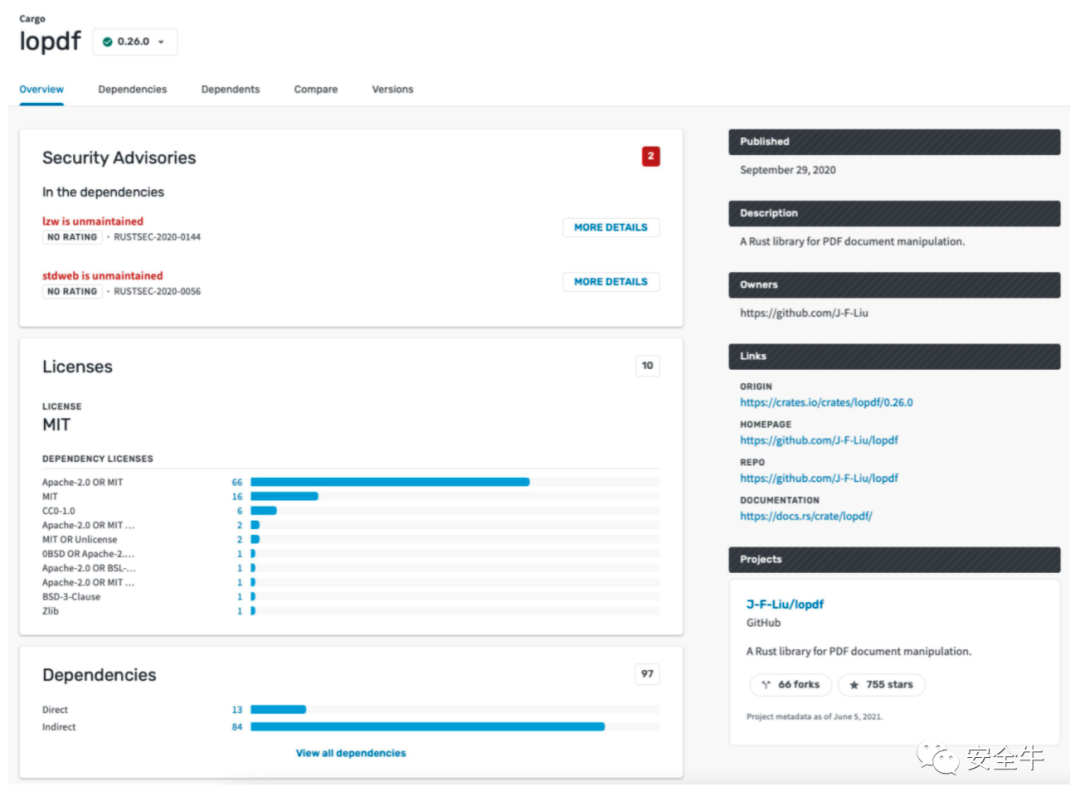 Cargo
lopdf 0.26.0
Overview Dependencies Dependents Compare Versions
Security Advisories 2
In the dependencies
lzw is unmaintained
NO RATING · RUSTSEC-2020-0144
MORE DETAILS
stdweb is unmaintained
NO RATING · RUSTSEC-2020-0056
MORE DETAILS
Licenses 10
LICENSE
MIT
DEPENDENCY LICENSES
Apache-2.0 OR MIT 66
MIT 16
CC0-1.0 6
Apache-2.0 OR MIT ... 2
MIT OR Unlicense 2
0BSD OR Apache-2.... 1
Apache-2.0 OR BSL-... 1
Apache-2.0 OR MIT ... 1
BSD-3-Clause 1
Zlib 1
Dependencies 97
Direct 13
Indirect 84
View all dependencies
Published
September 29, 2020
Description
A Rust library for PDF document manipulation.
Owners
https://github.com/J-F-Liu
Links
ORIGIN
https://crates.io/crates/lopdf/0.26.0
HOMEPAGE
https://github.com/J-F-Liu/lopdf
REPO
https://github.com/J-F-Liu/lopdf
DOCUMENTATION
https://docs.rs/crate/lopdf/
Projects
J-F-Liu/lopdf
GitHub
A Rust library for PDF document manipulation.
66 forks 755 stars
Project metadata as of June 5, 2021.
安全牛